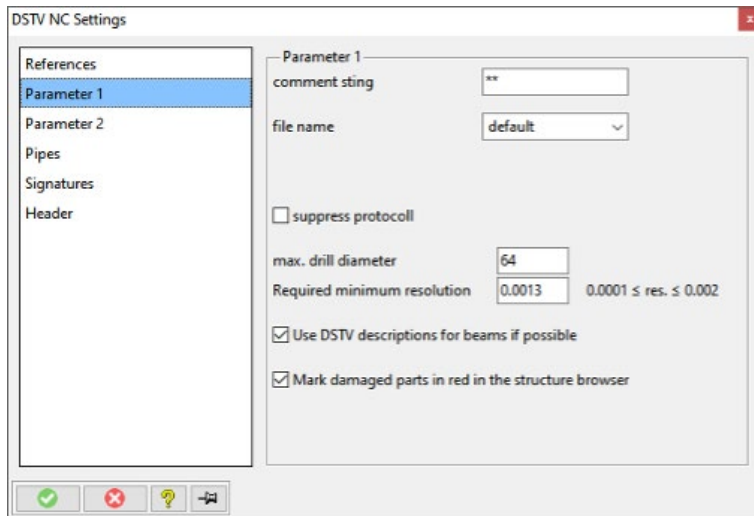 DSTV NC Settings
x
References
Parameter 1
Parameter 2
Pipes
Signatures
Header
Parameter 1
comment sting **
file name default
suppress protocoll
max. drill diameter 64
Required minimum resolution 0.0013 0.0001 ≤ res. ≤ 0.002
Use DSTV descriptions for beams if possible
Mark damaged parts in red in the structure browser
?